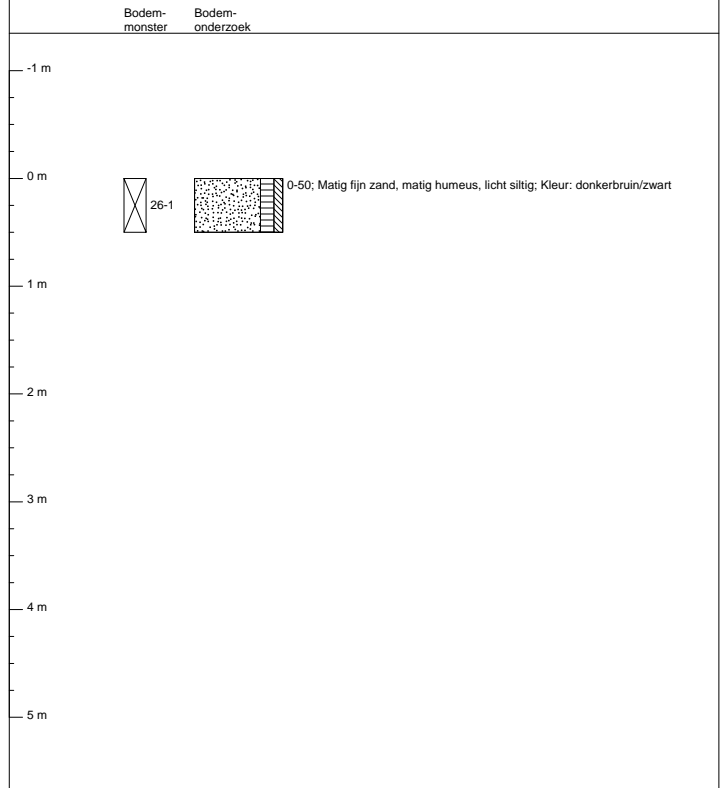 Bodem-
monster
Bodem-
onderzoek
-1 m
0 m
26-1
0-50; Matig fijn zand, matig humeus, licht siltig; Kleur: donkerbruin/zwart
1 m
2 m
3 m
4 m
5 m